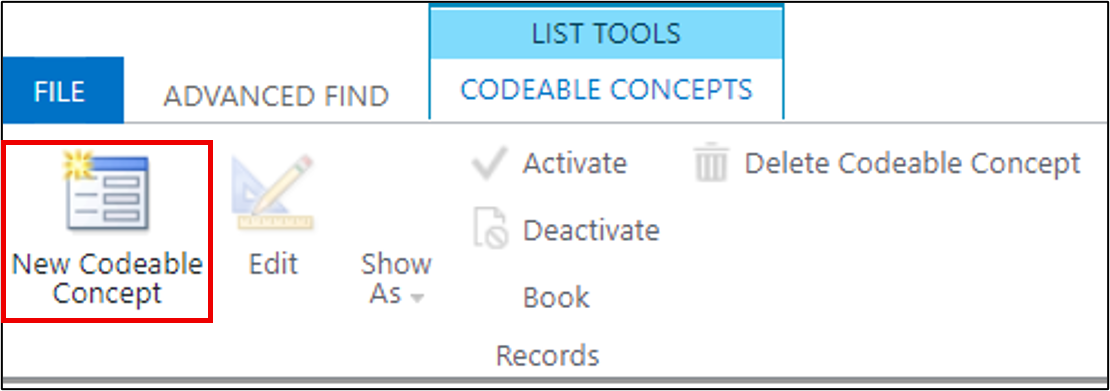 LIST TOOLS
FILE
ADVANCED FIND
CODEABLE CONCEPTS
New Codeable
Concept
Edit
Show
As
Activate
Deactivate
Book
Delete Codeable Concept
Records